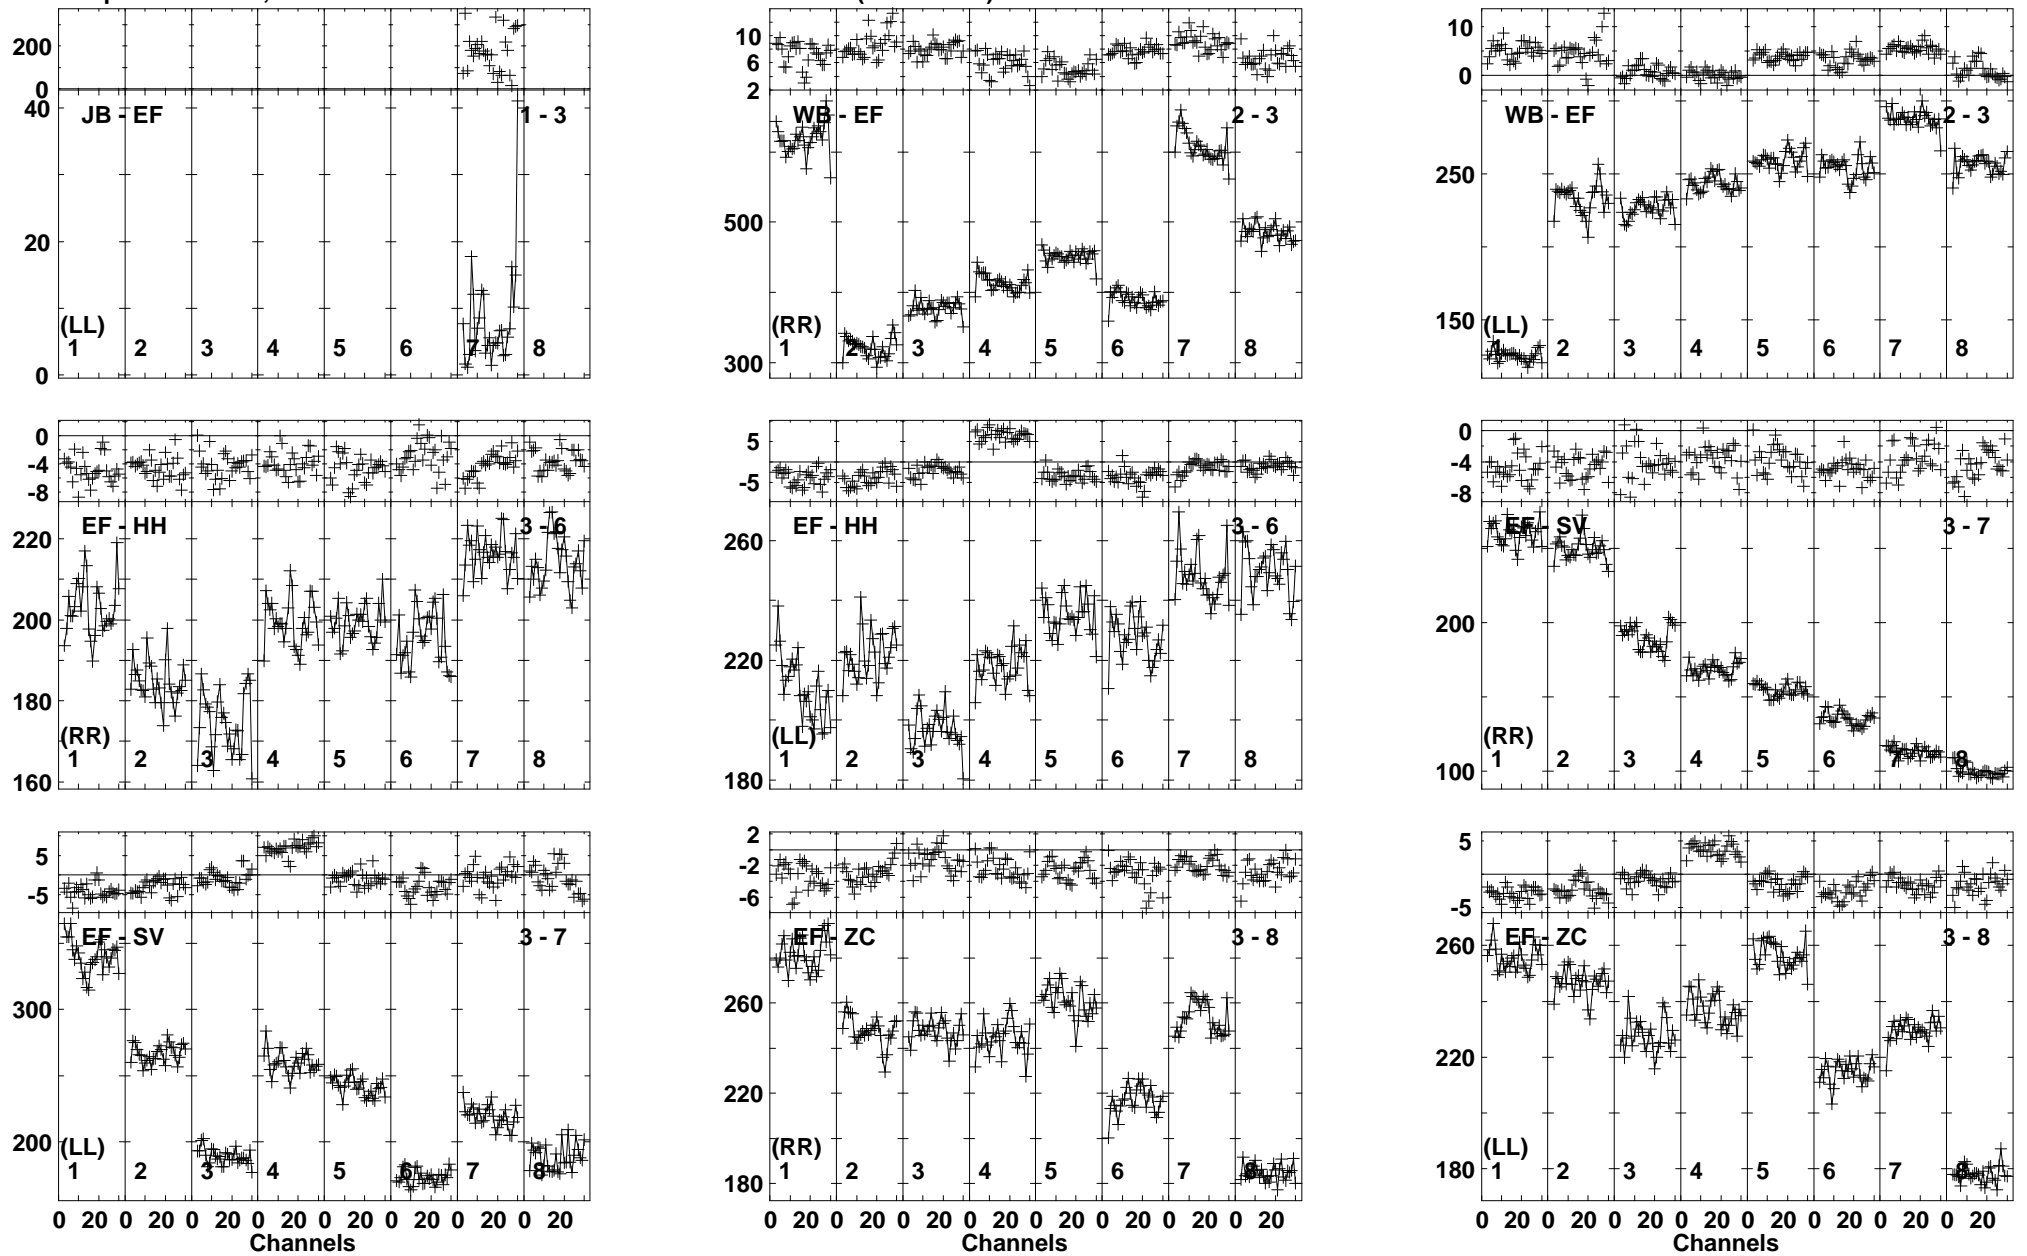 200
0
40
20
0
JB - EF
1 - 3
(LL)
1 2 3 4 5 6 7 8
10
6
2
500
300
WB - EF
2 - 3
(RR)
1 2 3 4 5 6 7 8
10
0
250
150
WB - EF
2 - 3
(LL)
1 2 3 4 5 6 7 8
0
-4
-8
220
200
180
160
EF - HH
3 - 6
(RR)
1 2 3 4 5 6 7 8
5
-5
260
220
180
EF - HH
3 - 6
(LL)
1 2 3 4 5 6 7 8
0
-4
-8
200
100
EF - SV
3 - 7
(RR)
1 2 3 4 5 6 7 8
5
-5
300
200
EF - SV
3 - 7
(LL)
1 2 3 4 5 6 7 8
0 20 0 20 0 20 0 20 0 20 0 20 0 20 0 20
Channels
2
-2
-6
260
220
180
EF - ZC
3 - 8
(RR)
1 2 3 4 5 6 7 8
0 20 0 20 0 20 0 20 0 20 0 20 0 20 0 20
Channels
5
-5
260
220
180
EF - ZC
3 - 8
(LL)
1 2 3 4 5 6 7 8
0 20 0 20 0 20 0 20 0 20 0 20 0 20 0 20
Channels